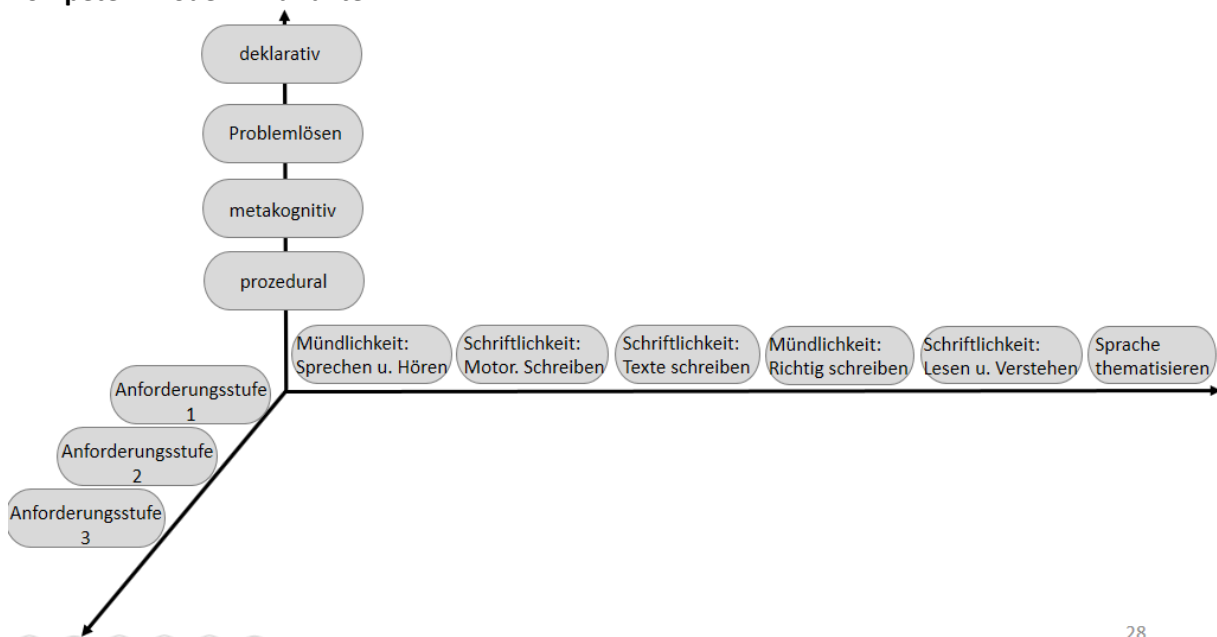 deklarativ
Problemlösen
metakognitiv
prozedural
Mündlichkeit:
Sprechen u. Hören
Schriftlichkeit:
Motor. Schreiben
Schriftlichkeit:
Texte schreiben
Mündlichkeit:
Richtig schreiben
Schriftlichkeit:
Lesen u. Verstehen
Sprache
thematisieren
Anforderungsstufe
1
Anforderungsstufe
2
Anforderungsstufe
3
28